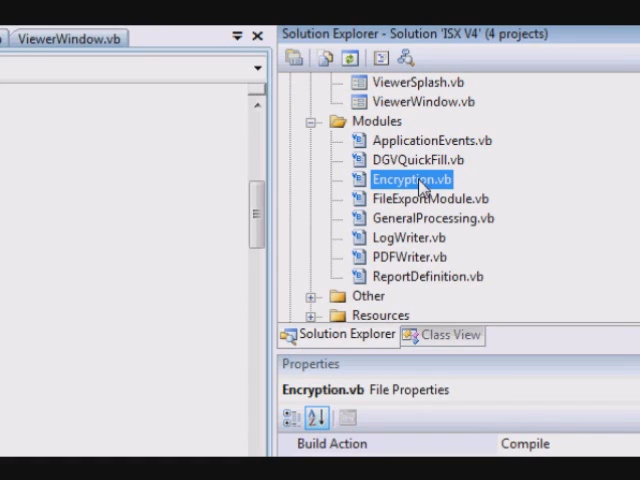 ViewerWindow.vb
Solution Explorer - Solution 'ISX V4' (4 projects)
ViewerSplash.vb
ViewerWindow.vb
Modules
ApplicationEvents.vb
DGVQuickFill.vb
Encryption.vb
FileExportModule.vb
GeneralProcessing.vb
LogWriter.vb
PDFWriter.vb
ReportDefinition.vb
Other
Resources
Solution Explorer
Class View
Properties
Encryption.vb File Properties
Build Action Compile